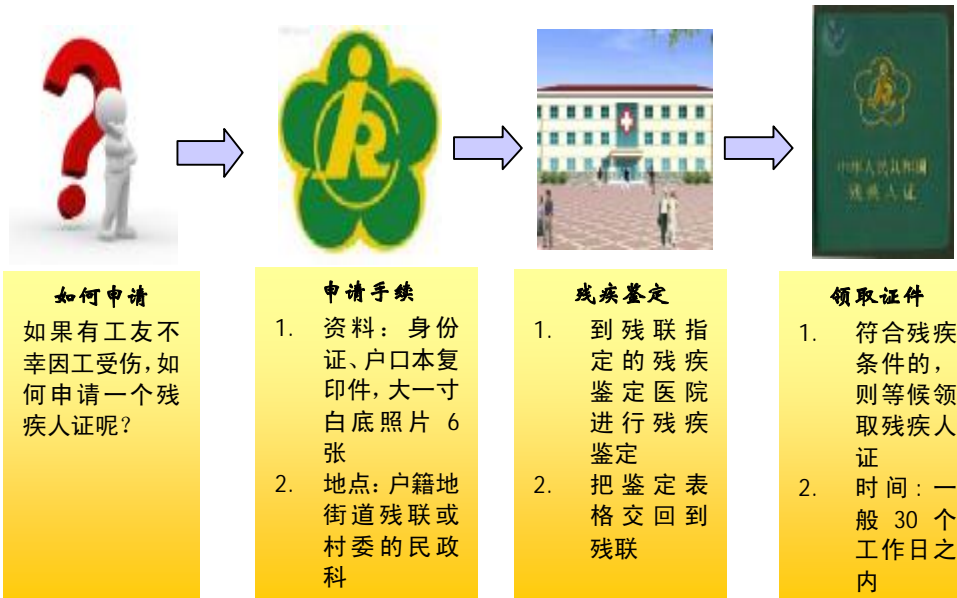 中华人民共和国
残疾人证
如何申请
如果有工友不
幸因工受伤，如
何申请一个残
疾人证呢？
申请手续
1. 资料：身份
证、户口本复
印件，大一寸
白底照片 6
张
2. 地点：户籍地
街道残联或
村委的民政
科
残疾鉴定
1. 到残联指
定的残疾
鉴定医院
进行残疾
鉴定
2. 把鉴定表
格交回到
残联
领取证件
1. 符合残疾
条件的，
则等候领
取残疾人
证
2. 时间：一
般 30 个
工作日之
内